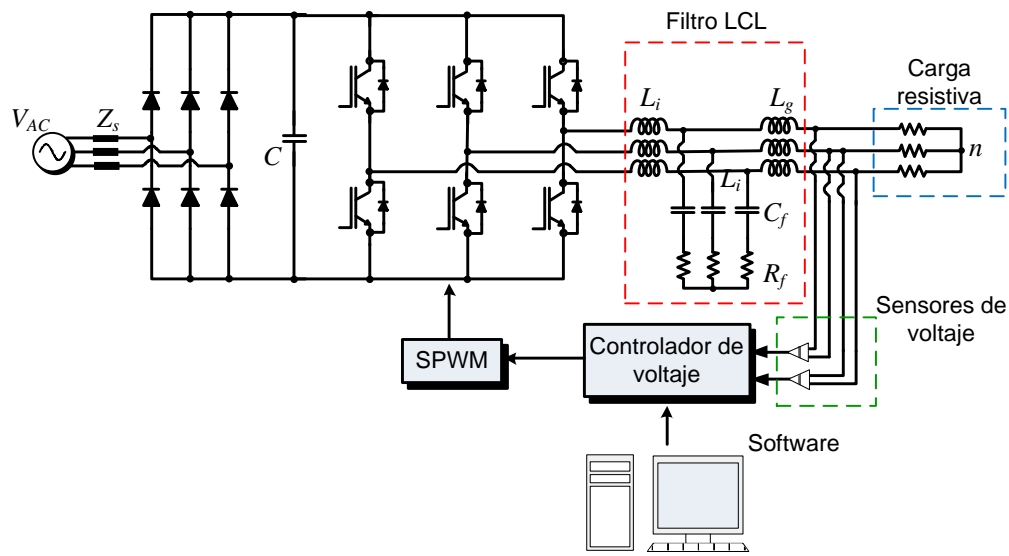 Filtro LCL
Carga
resistiva
V_AC
Z_s
L_i
L_g
C
n
L_i
C_f
R_f
Sensores de
voltaje
SPWM
Controlador de
voltaje
Software